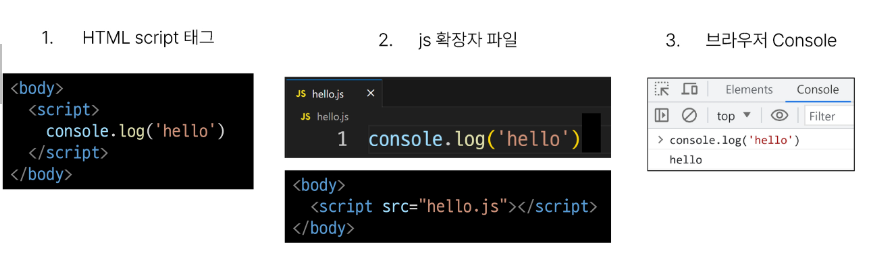 1. HTML script 태그
<body>
<script>
console.log('hello')
</script>
</body>
2. js 확장자 파일
JS hello.js ×
JS hello.js
1 console.log('hello')
<body>
<script src="hello.js"></script>
</body>
3. 브라우저 Console
Elements Console
top ▼ Filter
> console.log('hello')
hello